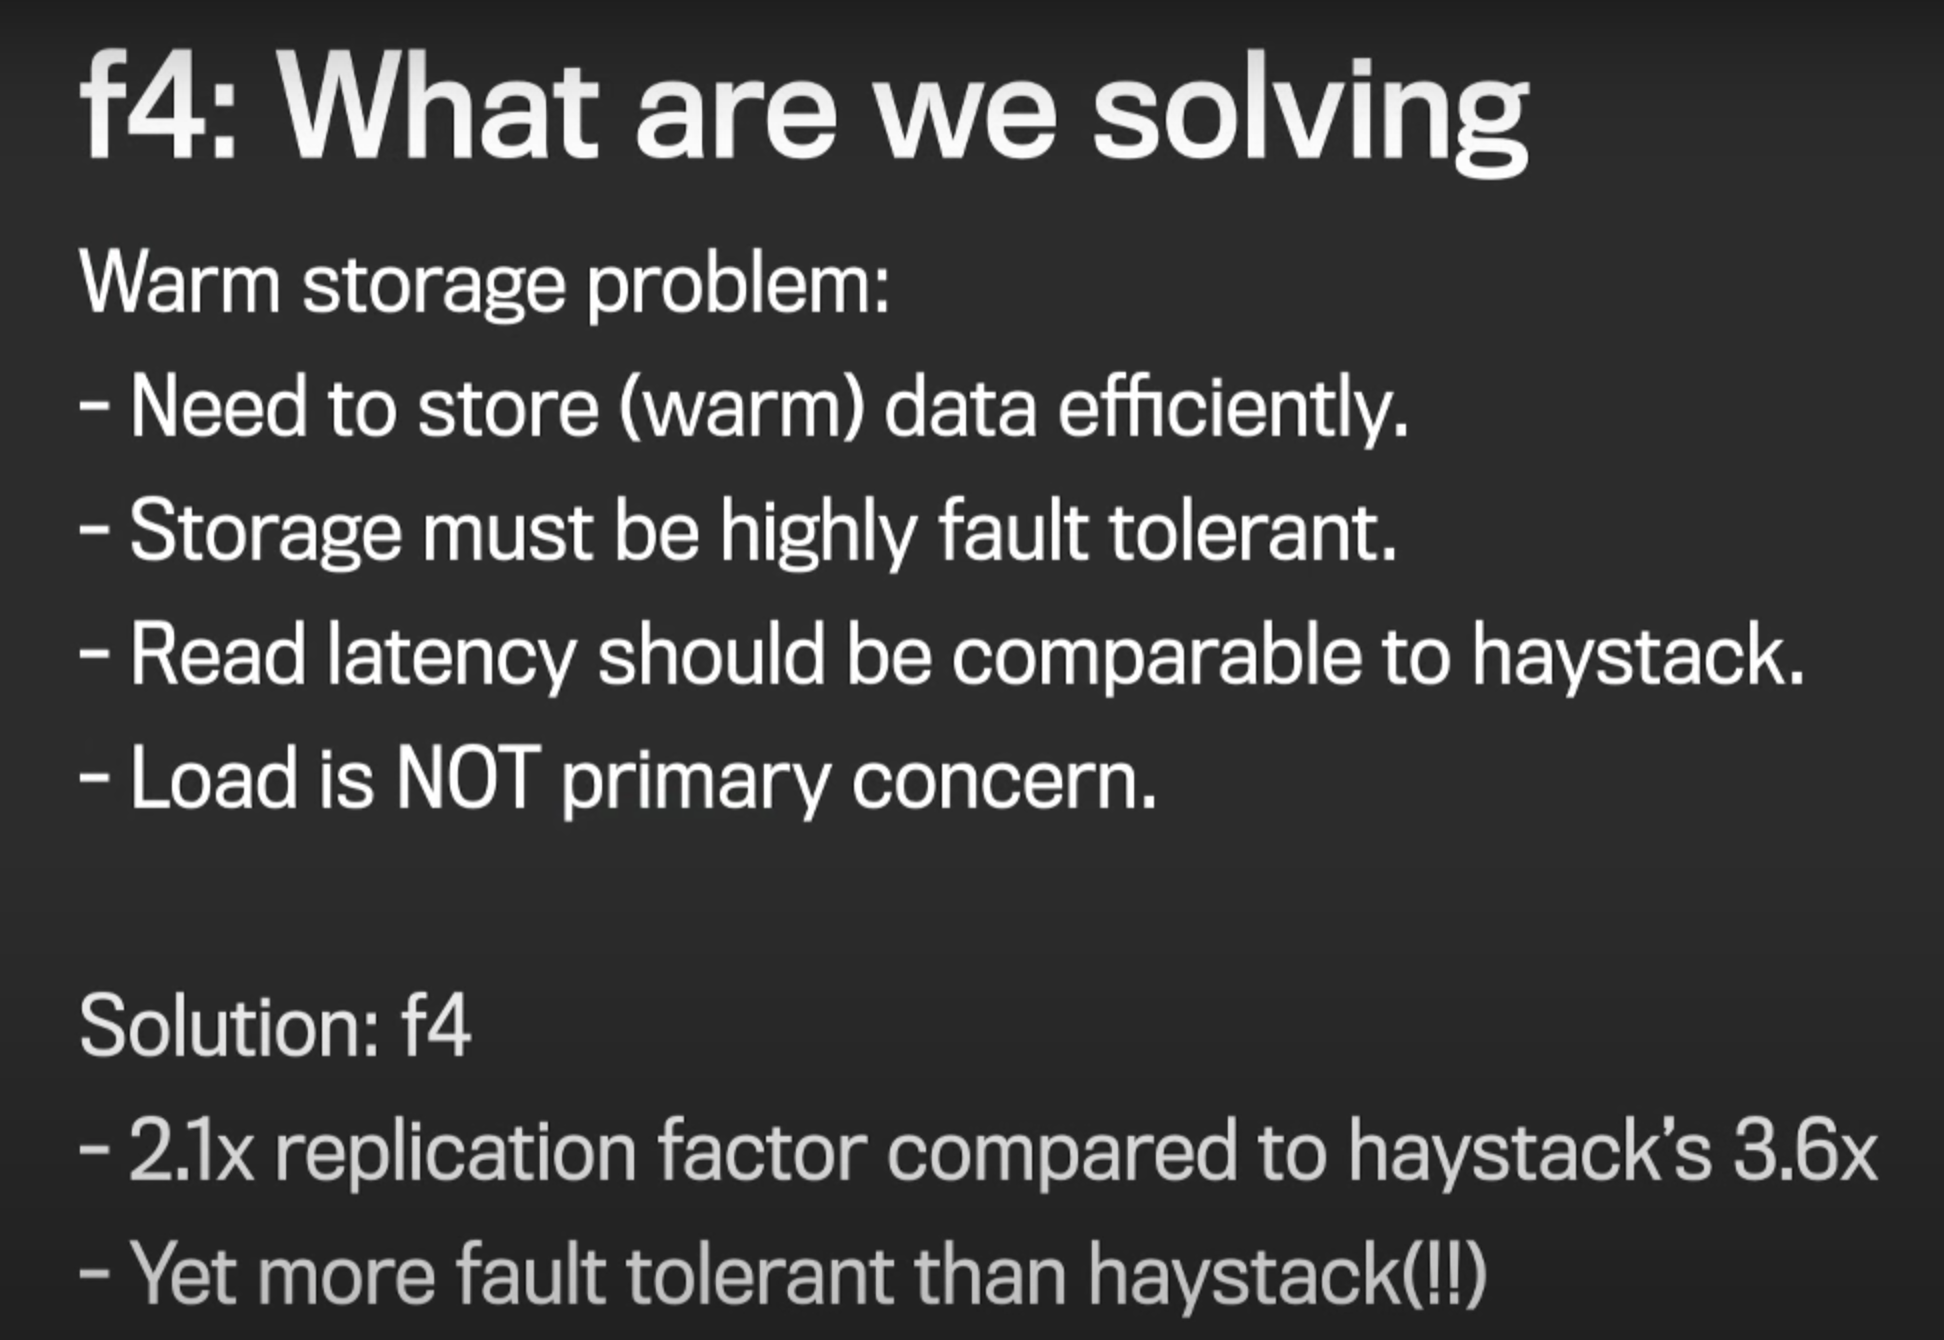 f4: What are we solving
Warm storage problem:
- Need to store (warm) data efficiently.
- Storage must be highly fault tolerant.
- Read latency should be comparable to haystack.
- Load is NOT primary concern.
Solution: f4
- 2.1x replication factor compared to haystack’s 3.6x
- Yet more fault tolerant than haystack(!!)